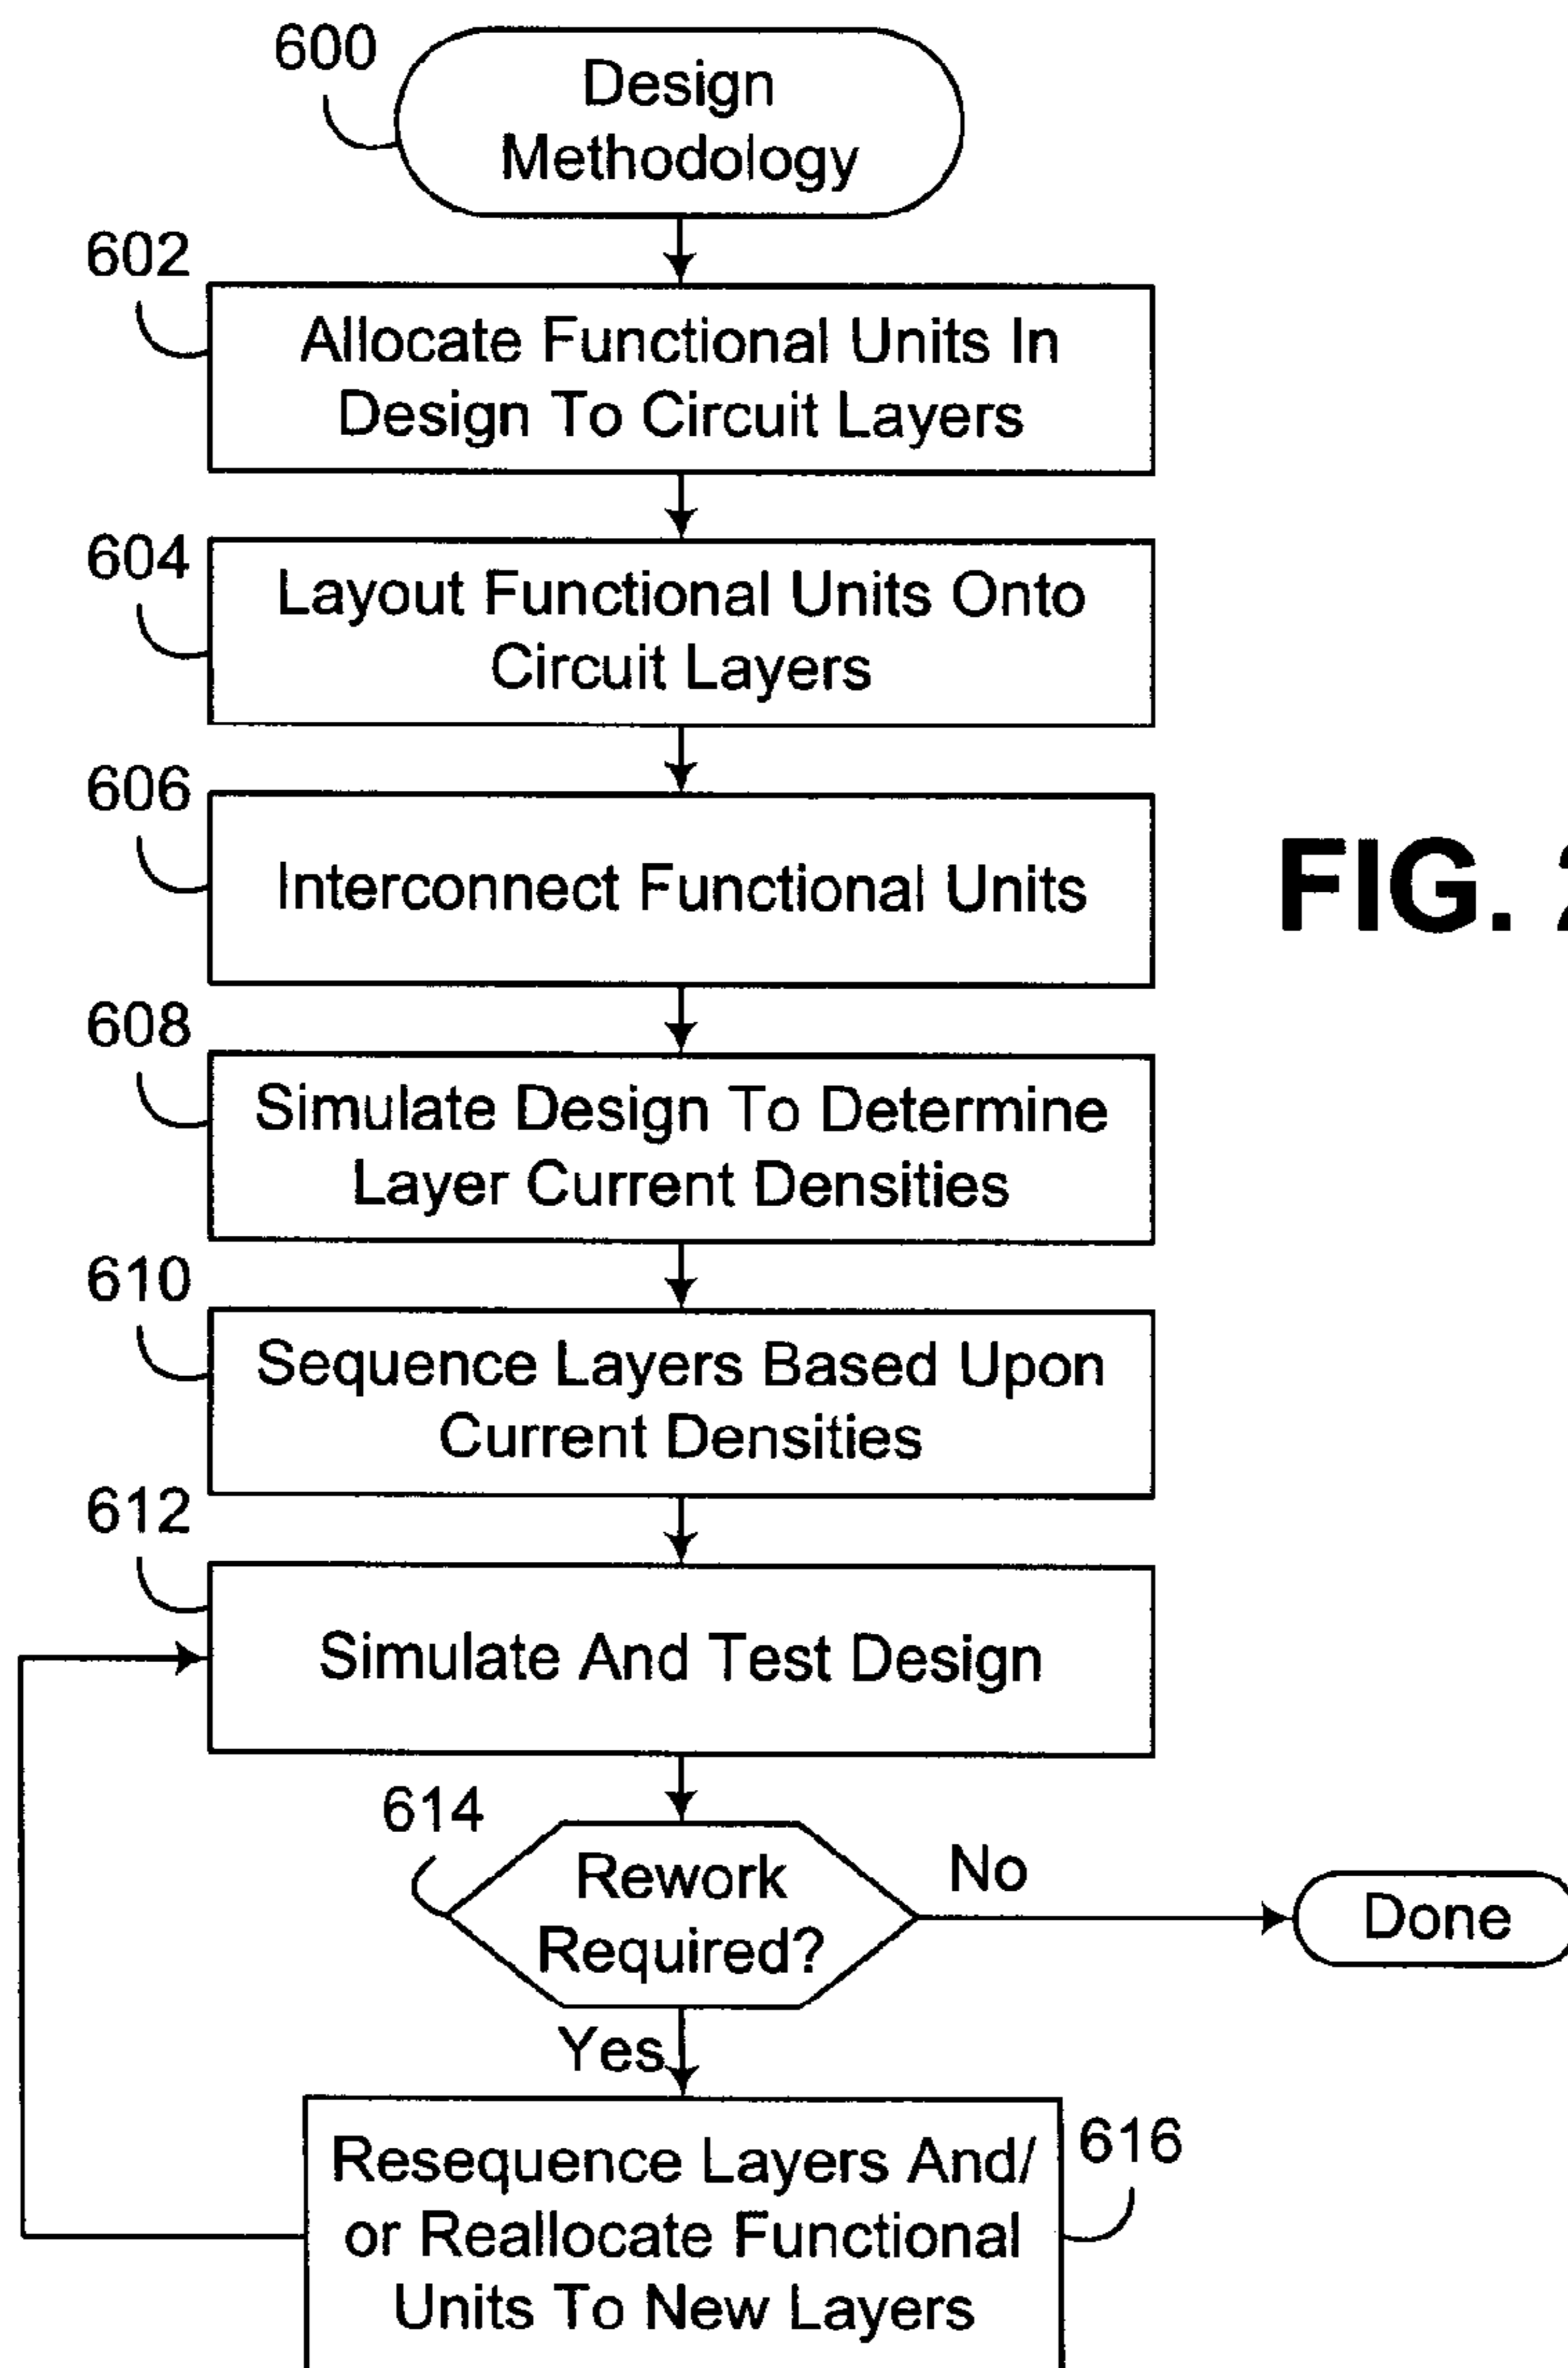 600
Design
Methodology
602
Allocate Functional Units In
Design To Circuit Layers
604
Layout Functional Units Onto
Circuit Layers
606
Interconnect Functional Units
FIG.
608
Simulate Design To Determine
Layer Current Densities
610
Sequence Layers Based Upon
Current Densities
612
Simulate And Test Design
614
Rework
Required?
No
Done
Yes
Resequence Layers And/
or Reallocate Functional
Units To New Layers
616